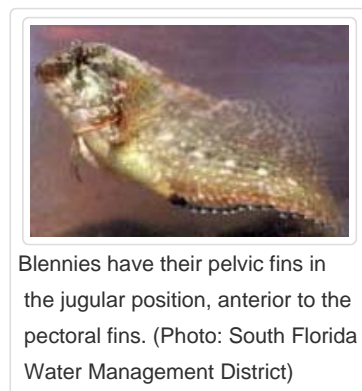 Blennies have their pelvic fins in
the jugular position, anterior to the
pectoral fins. (Photo: South Florida
Water Management District)